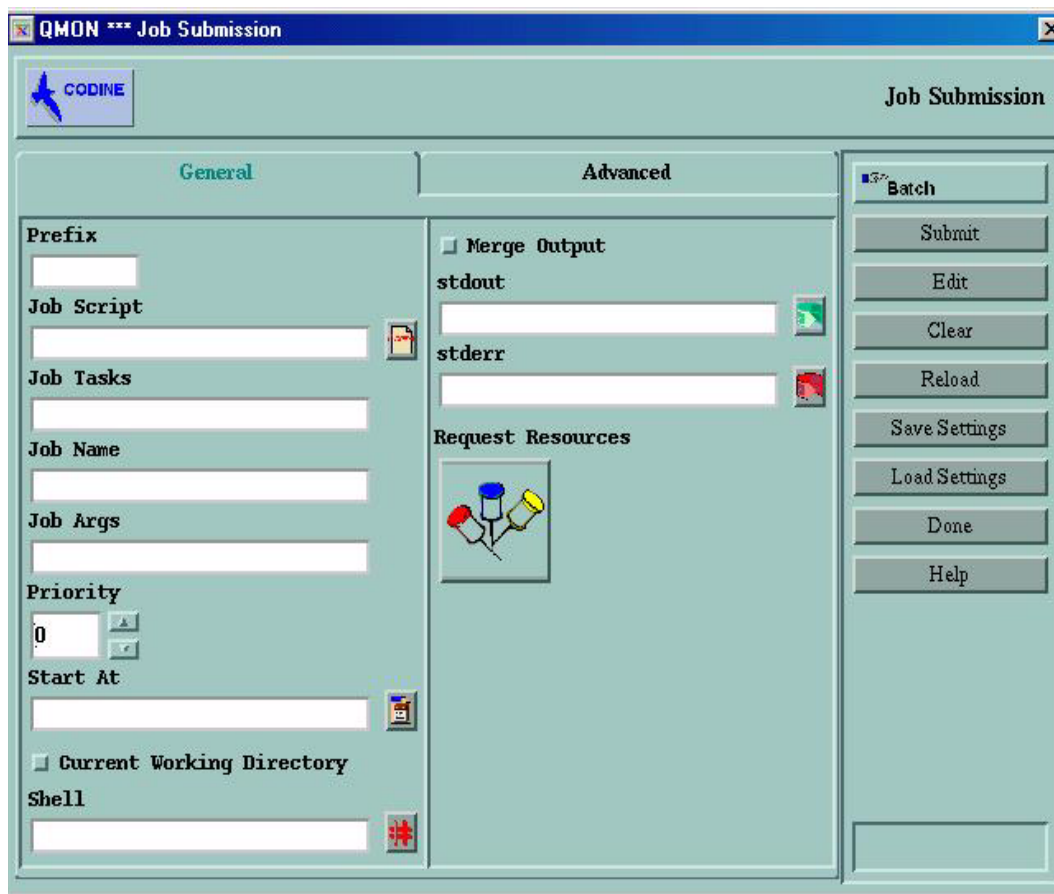 QMON *** Job Submission
CODINE
Job Submission
General
Advanced
Prefix
Job Script
Job Tasks
Job Name
Job Args
Priority
0
Start At
Current Working Directory
Shell
Merge Output
stdout
stderr
Request Resources
Batch
Submit
Edit
Clear
Reload
Save Settings
Load Settings
Done
Help